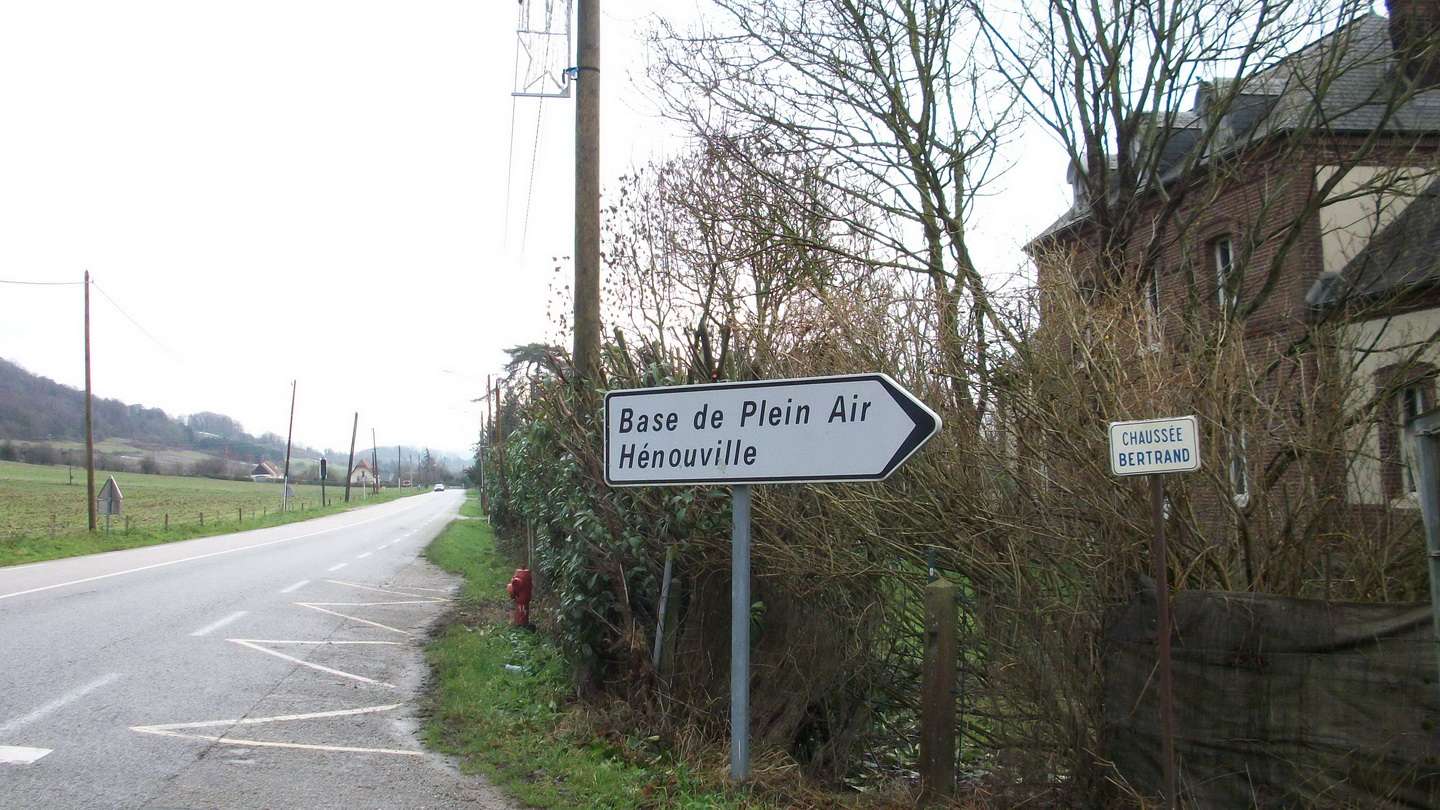 Base de Plein Air
Hénouville
CHAUSSÉE
BERTRAND